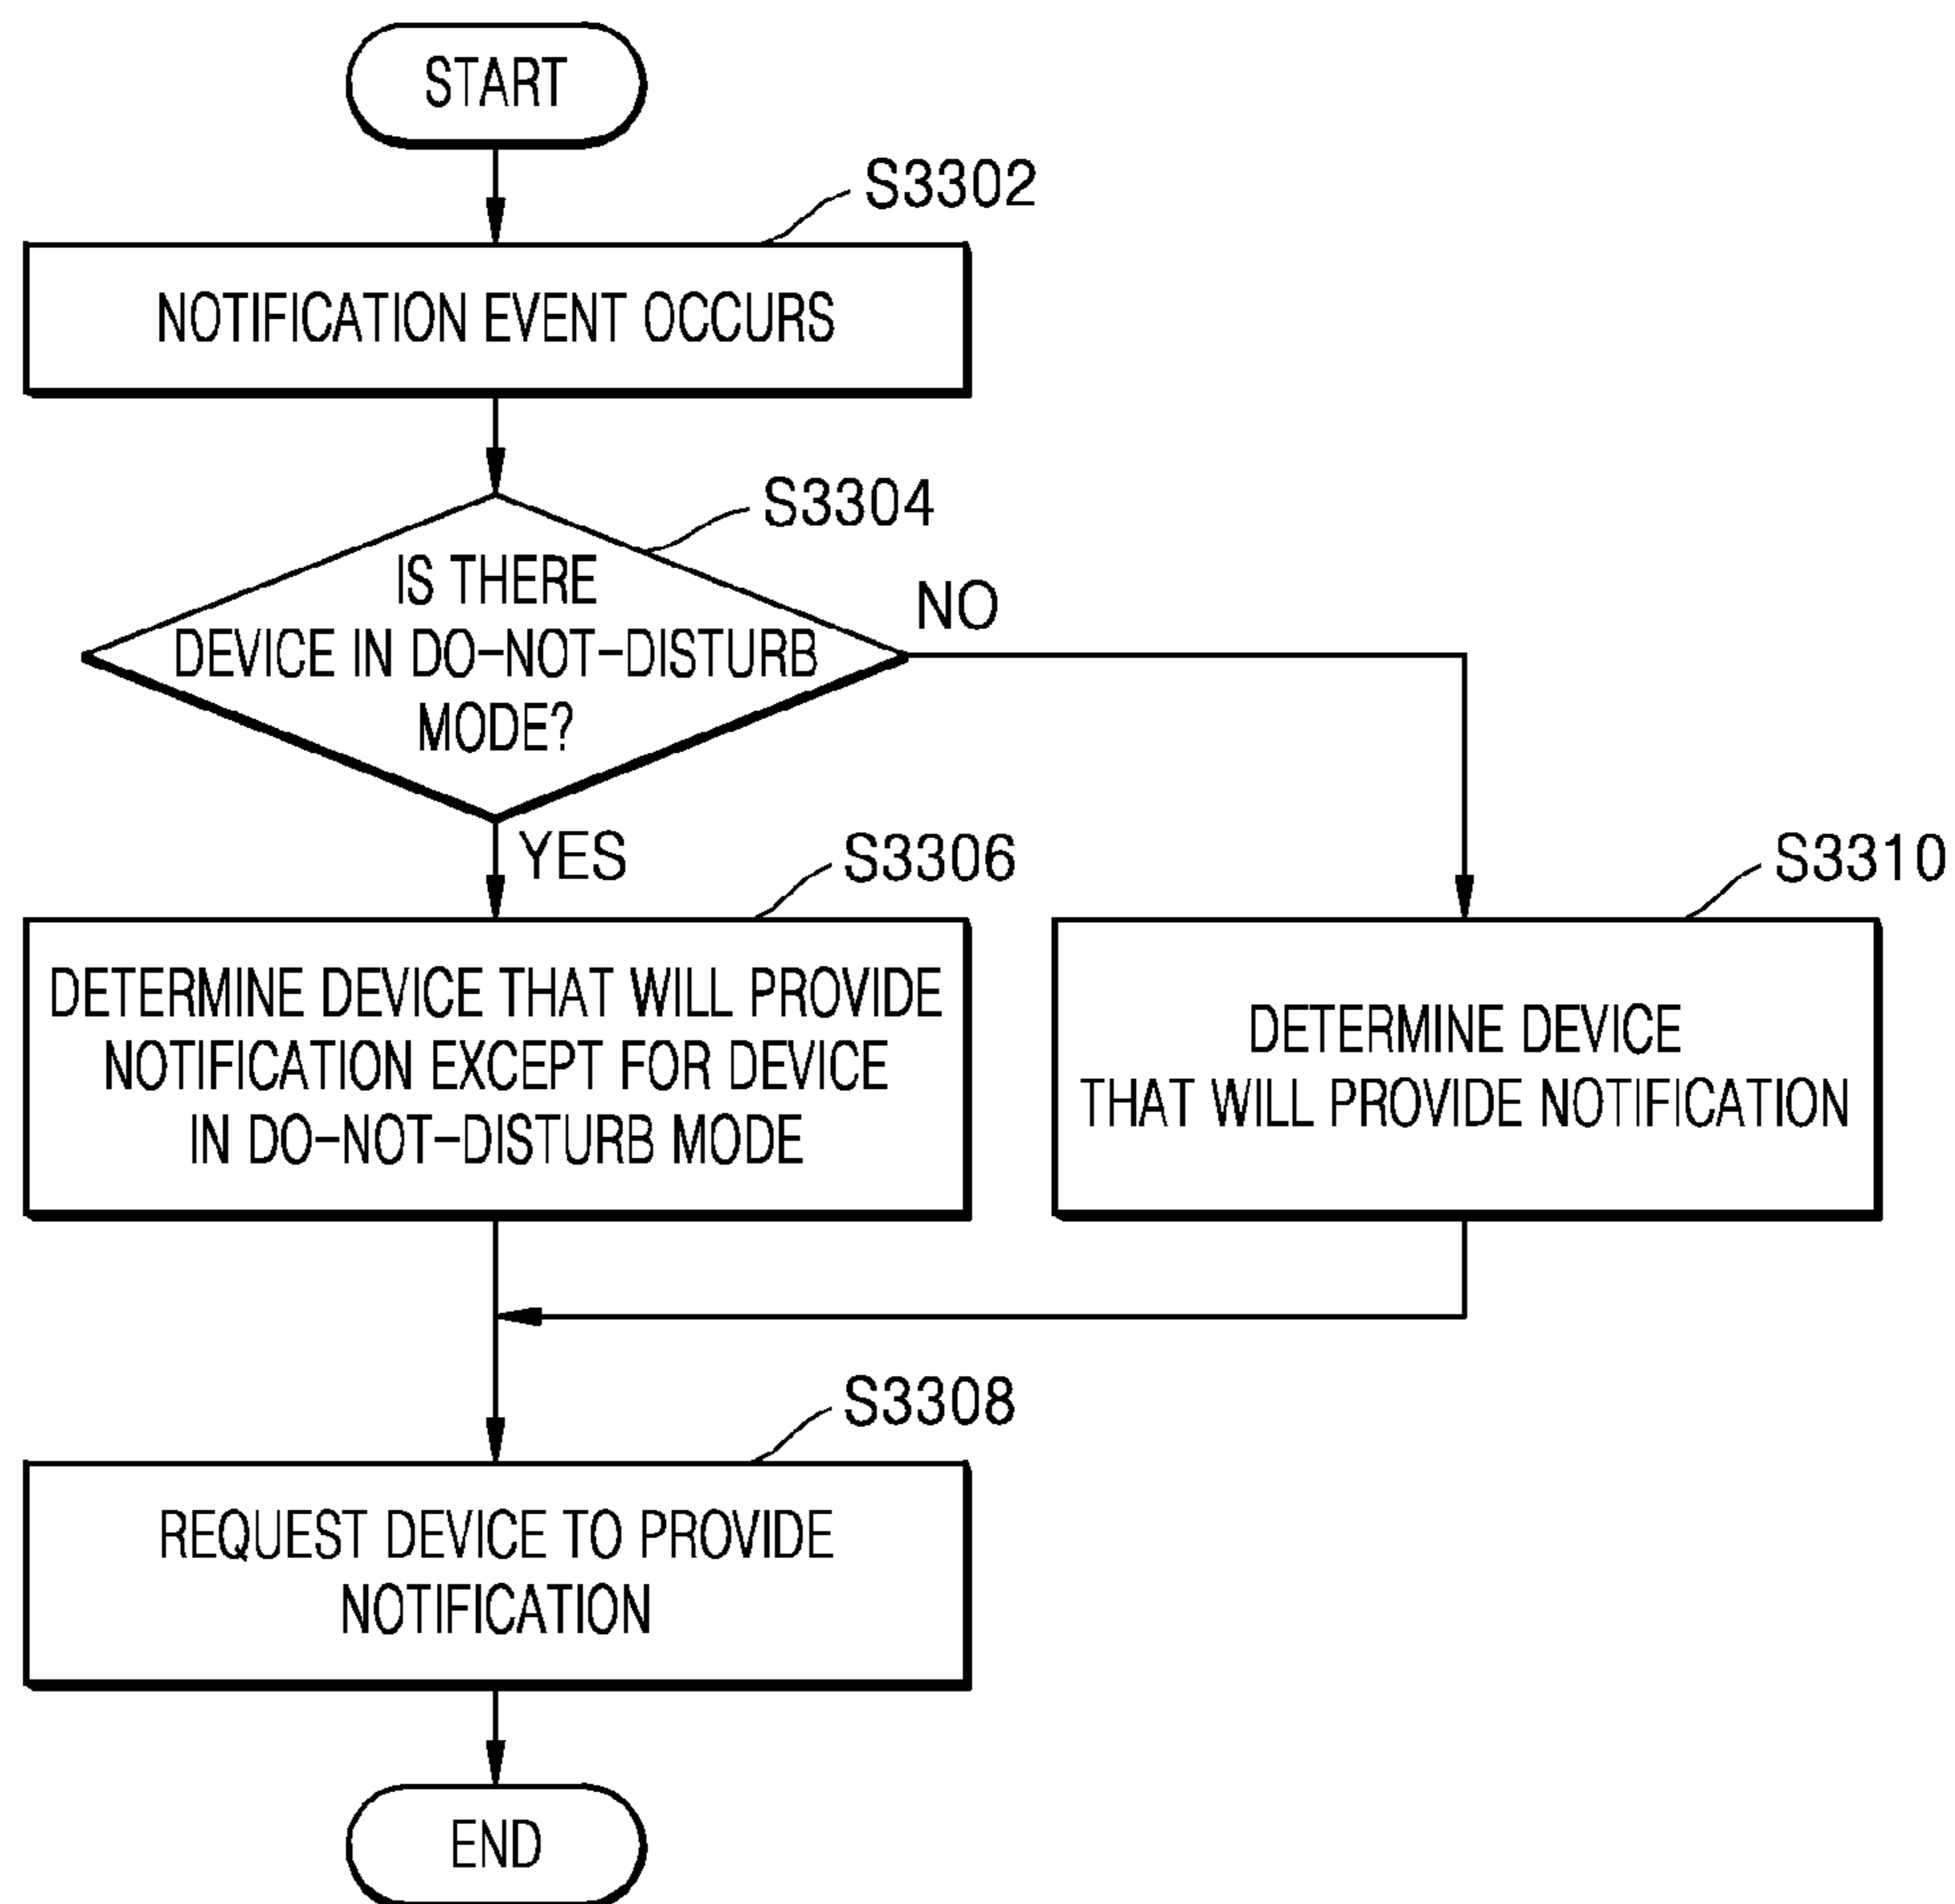 START
S3302
NOTIFICATION EVENT OCCURS
S3304
IS THERE
DEVICE IN DO-NOT-DISTURB
MODE?
NO
YES
S3306
DETERMINE DEVICE THAT WILL PROVIDE
NOTIFICATION EXCEPT FOR DEVICE
IN DO-NOT-DISTURB MODE
S3310
DETERMINE DEVICE
THAT WILL PROVIDE NOTIFICATION
S3308
REQUEST DEVICE TO PROVIDE
NOTIFICATION
END